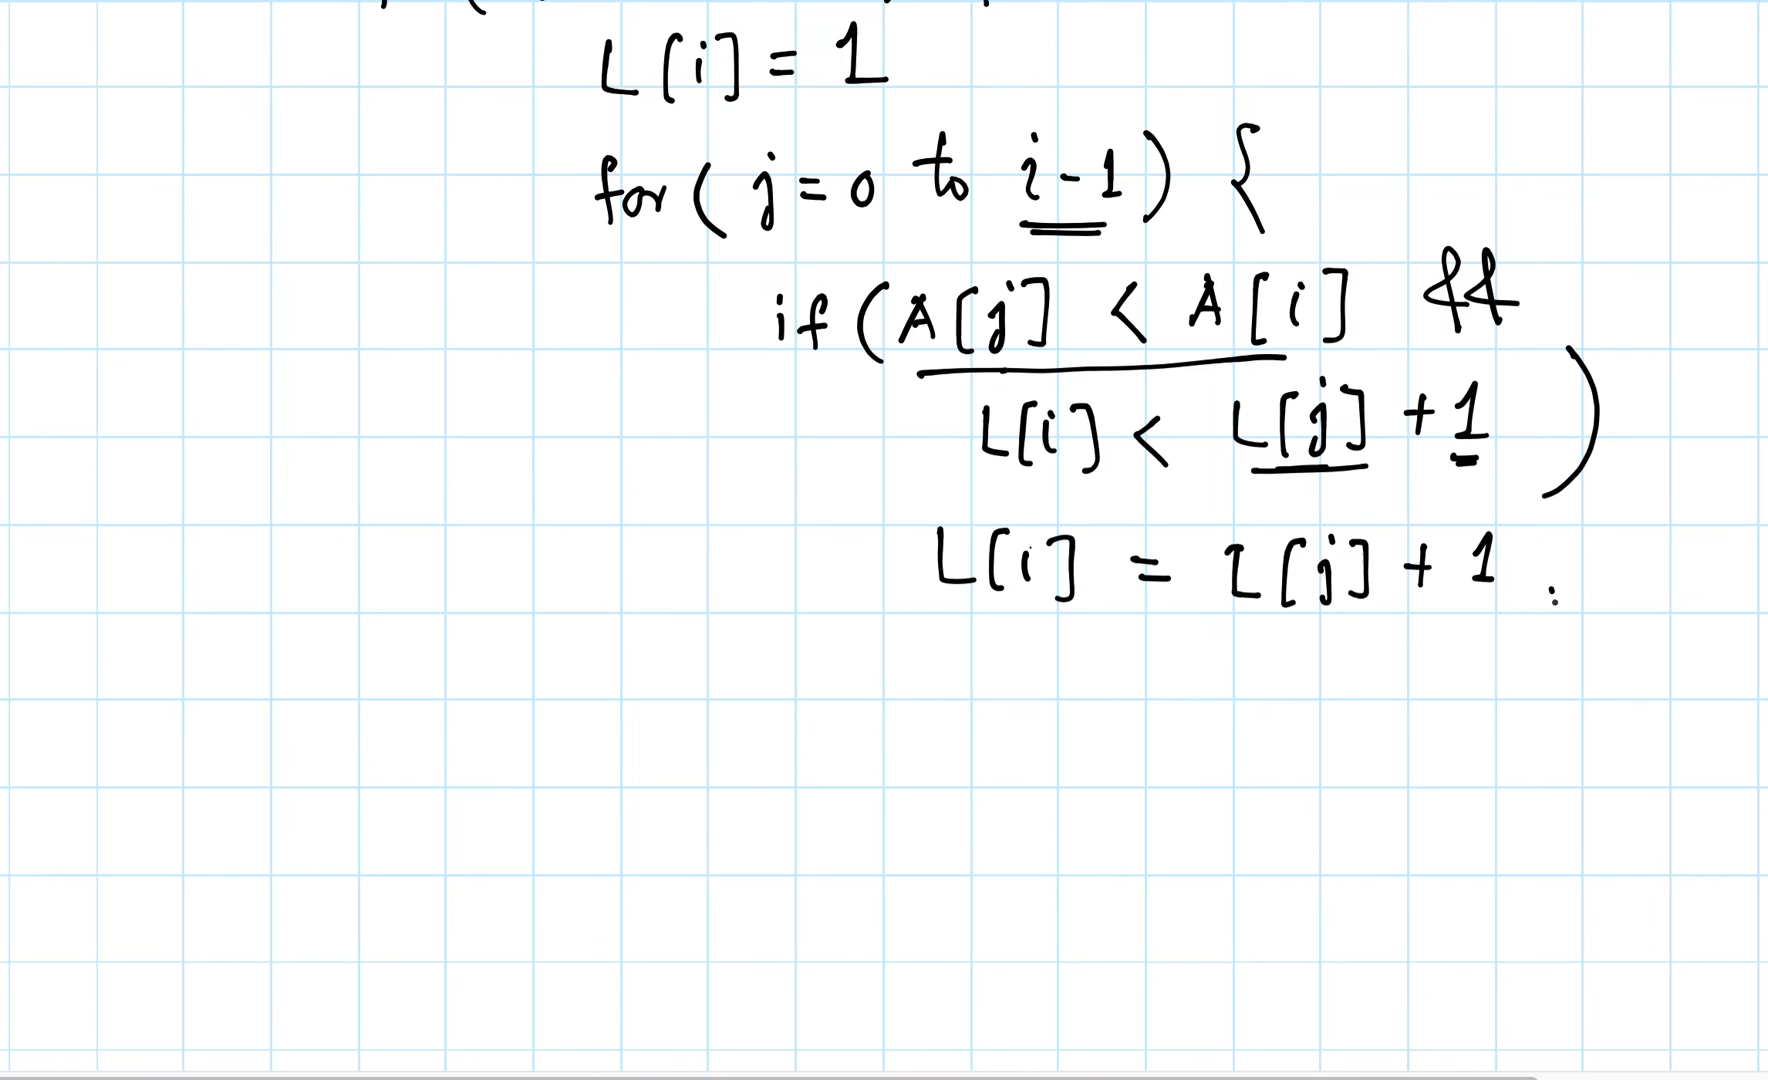 L[i] = 1
for( j = 0 to i-1) {
if (A[j] < A[i] &&
L[i] < L[j] + 1 )
L[i] = L[j] + 1 ;